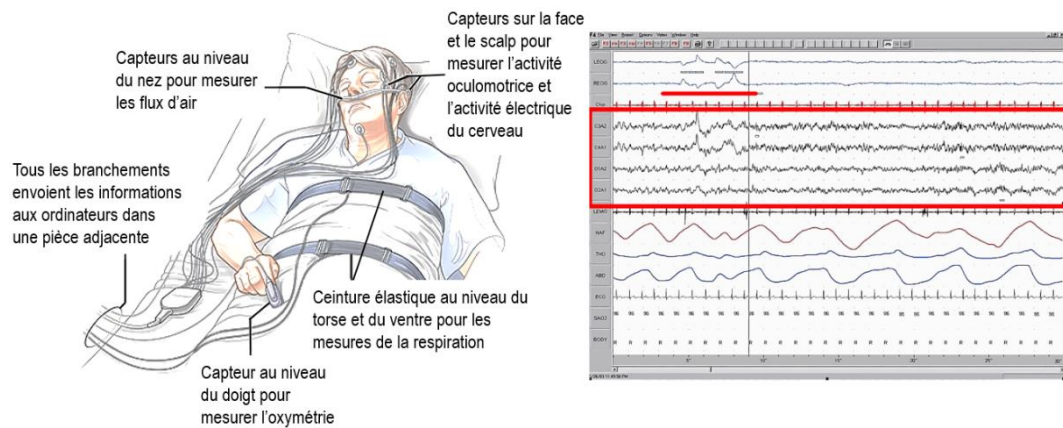 Capteurs au niveau
du nez pour mesurer
les flux d'air
Capteurs sur la face
et le scalp pour
mesurer l'activité
oculomotrice et
l'activité électrique
du cerveau
Tous les branchements
envoient les informations
aux ordinateurs dans
une pièce adjacente
Ceinture élastique au niveau du
torse et du ventre pour les
mesures de la respiration
Capteur au niveau
du doigt pour
mesurer l'oxymétrie
LEOG
REOG
C3A2
C4A1
O1A2
O2A1
NAF
THO
ABD
ECG
SAO2
BODY